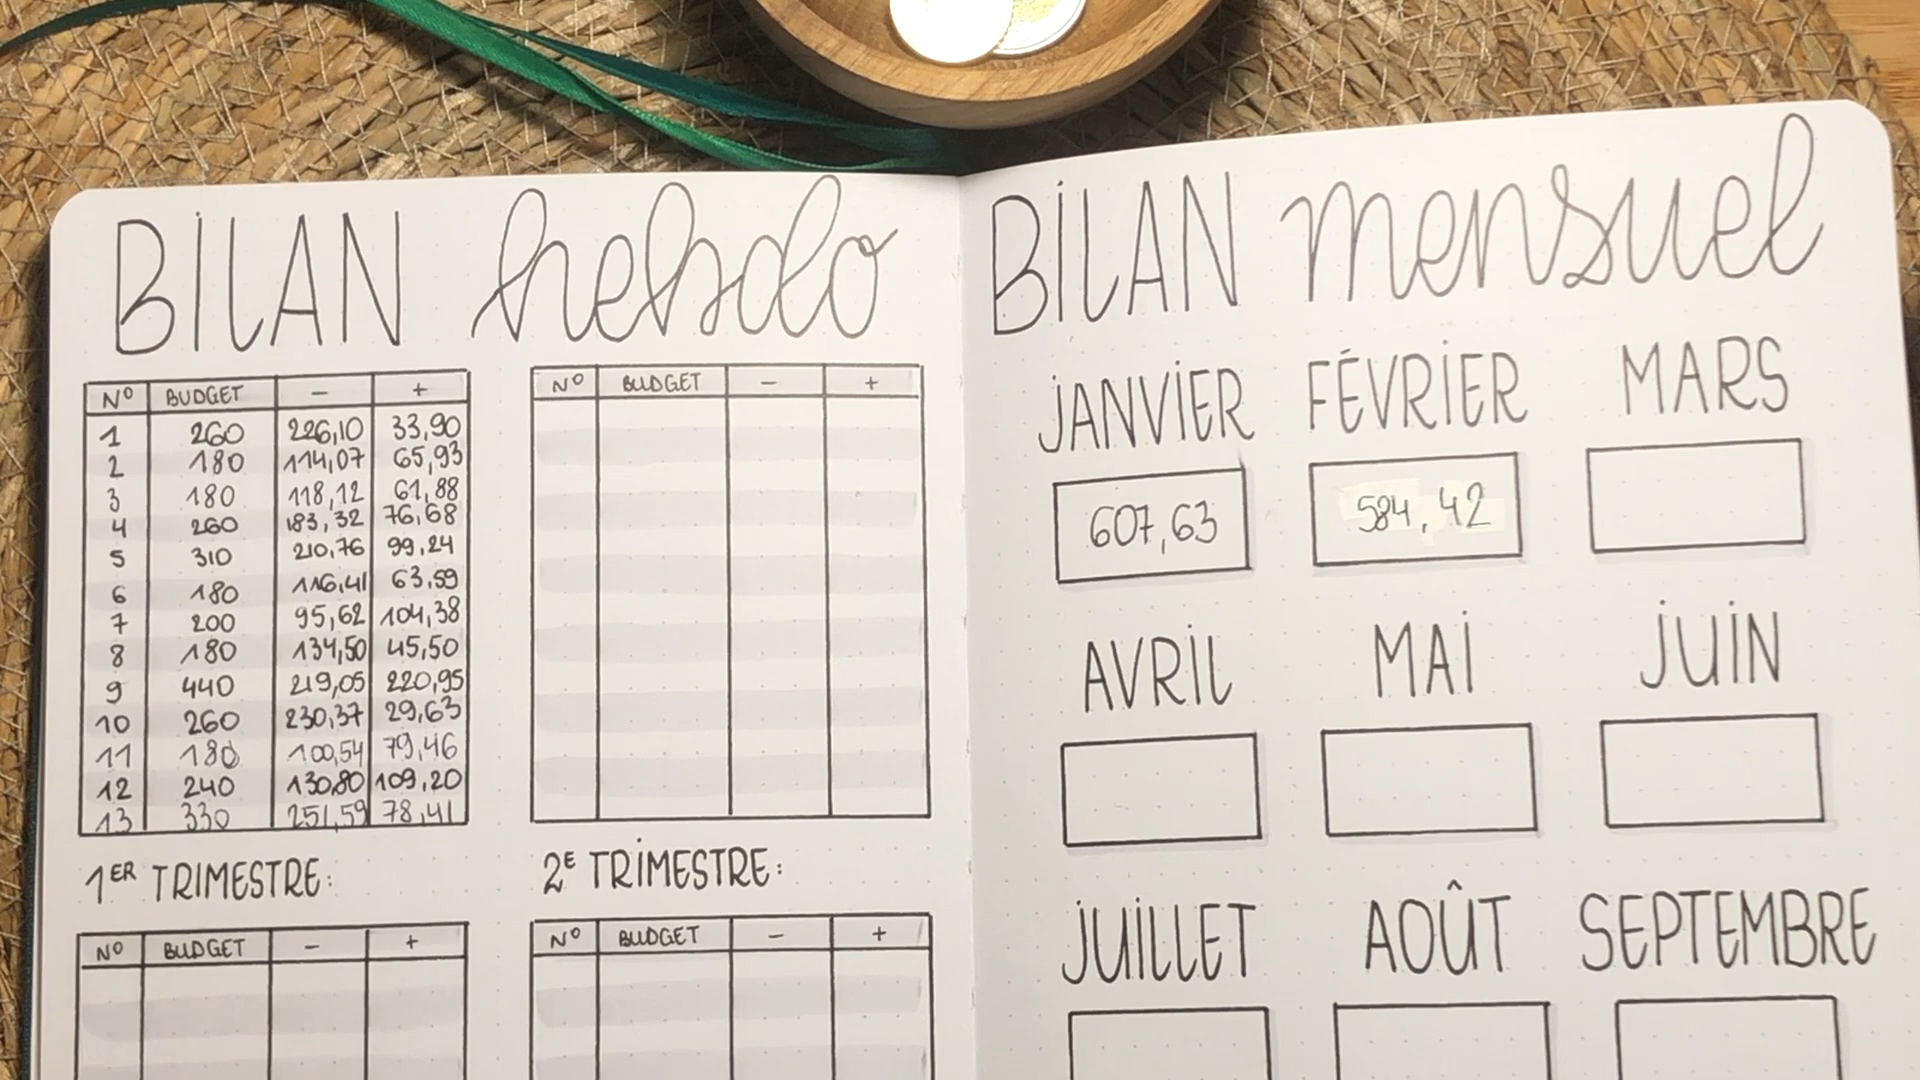 BILAN hebdo
N° BUDGET - +
1 260 226,10 33,90
2 180 114,07 65,93
3 180 118,12 61,88
4 260 183,32 76,68
5 310 210,76 99,24
6 180 116,41 63,59
7 200 95,62 104,38
8 180 134,50 45,50
9 440 219,05 220,95
10 260 230,37 29,63
11 180 100,54 79,46
12 240 130,80 109,20
13 330 251,59 78,41
1ER TRIMESTRE:
N° BUDGET - +
N° BUDGET - +
2E TRIMESTRE:
N° BUDGET - +
BILAN mensuel
JANVIER FÉVRIER MARS
607,63 584,42
AVRIL MAI JUIN
JUILLET AOÛT SEPTEMBRE